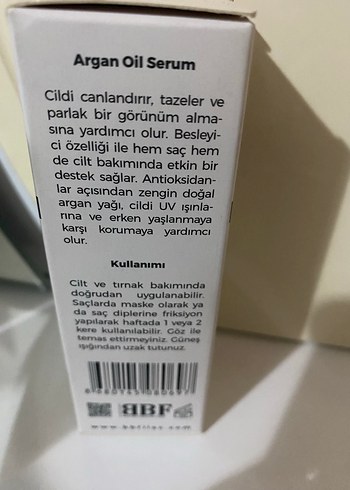 Argan Oil Serum
Cildi canlandırır, tazeler ve
parlak bir görünüm alma-
sına yardımcı olur. Besleyi-
ci özelliği ile hem saç hem
de cilt bakımında etkin bir
destek sağlar. Antioksidan-
lar açısından zengin doğal
argan yağı, cildi UV ışınla-
rına ve erken yaşlanmaya
karşı korumaya yardımcı
olur.
Kullanımı
Cilt ve tırnak bakımında
doğrudan uygulanabilir.
Saçlarda maske olarak ya
da saç diplerine friksiyon
yapılarak haftada 1 veya 2
kere kullanılabilir. Göz ile
temas ettirmeyiniz. Güneş
ışığından uzak tutunuz.
BBF